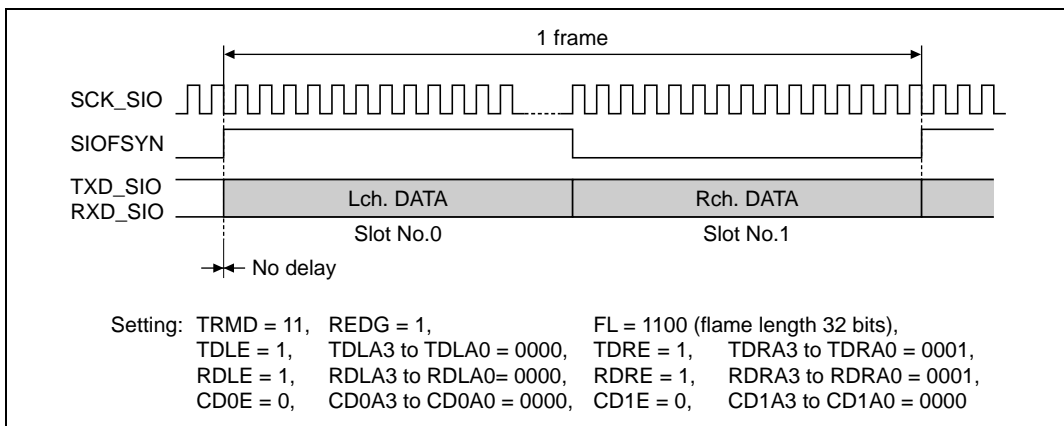 1 frame
SCK_SIO
SIOFSYN
TXD_SIO
RXD_SIO
Lch. DATA
Rch. DATA
Slot No.0
Slot No.1
No delay
Setting: TRMD = 11, REDG = 1, FL = 1100 (flame length 32 bits),
TDLE = 1, TDLA3 to TDLA0 = 0000, TDRE = 1, TDRA3 to TDRA0 = 0001,
RDLE = 1, RDLA3 to RDLA0= 0000, RDRE = 1, RDRA3 to RDRA0 = 0001,
CD0E = 0, CD0A3 to CD0A0 = 0000, CD1E = 0, CD1A3 to CD1A0 = 0000